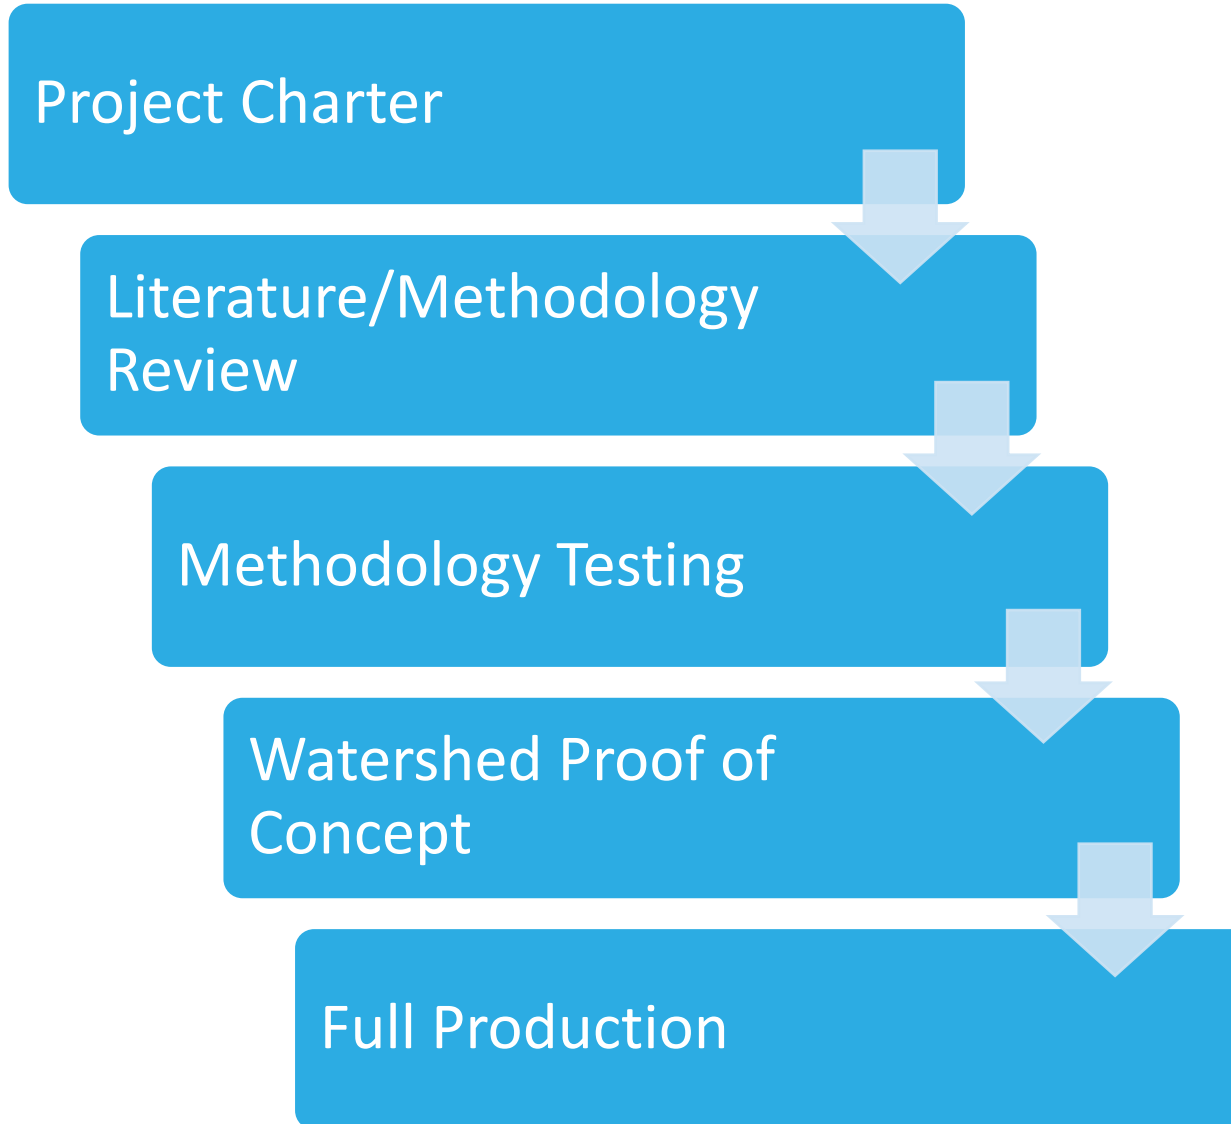 Project Charter
Literature/Methodology
Review
Methodology Testing
Watershed Proof of
Concept
Full Production